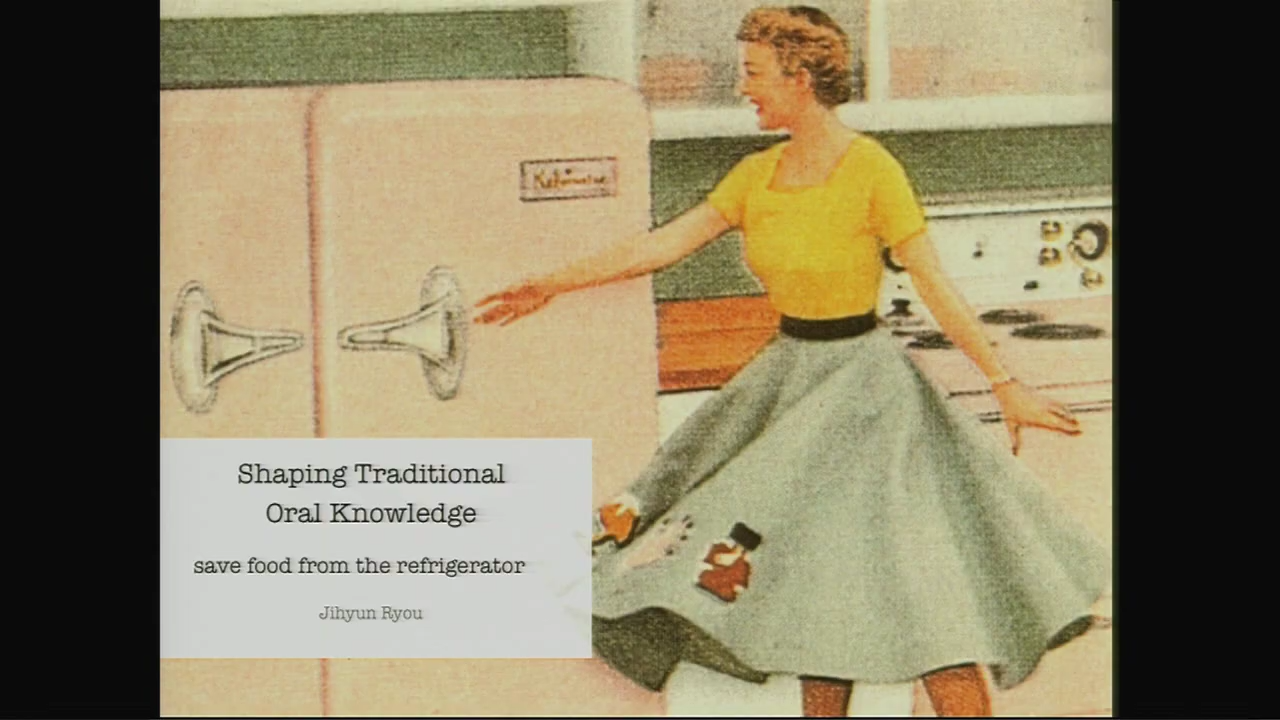 Shaping Traditional
Oral Knowledge
save food from the refrigerator
Jihyun Ryou